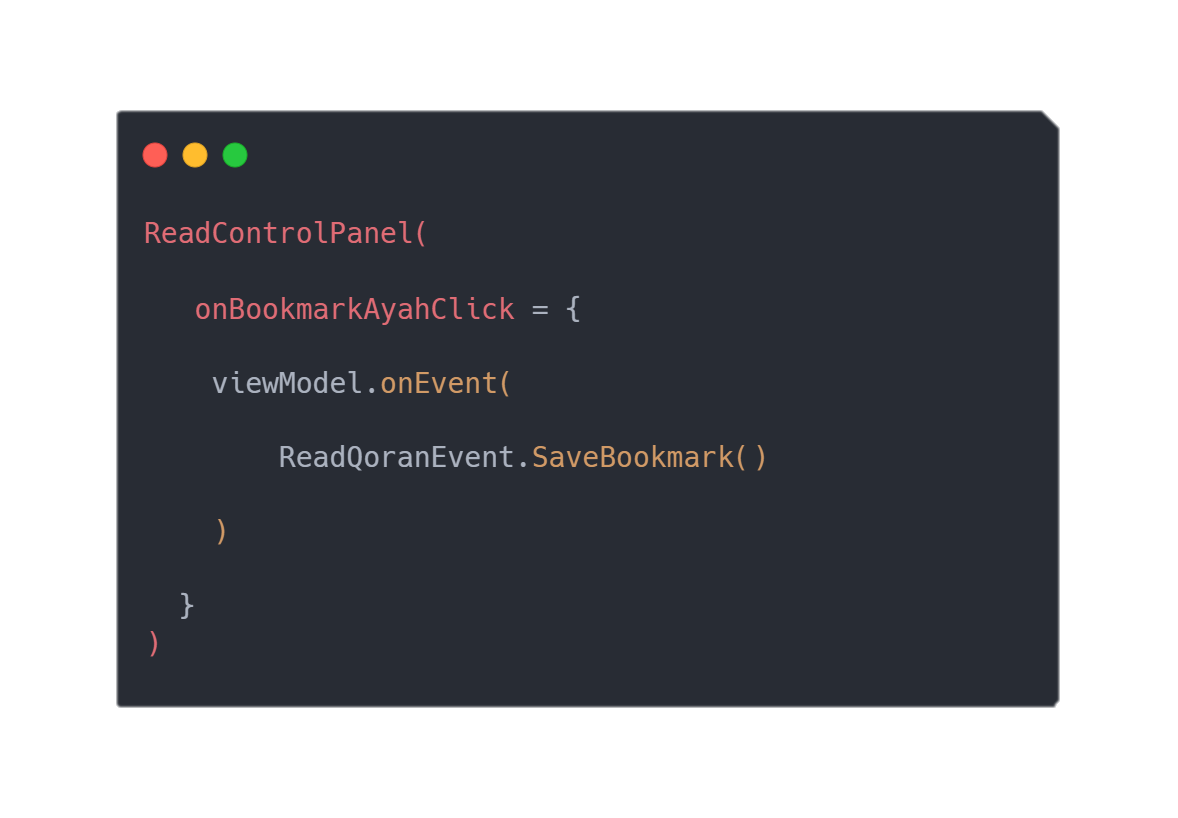 ReadControlPanel(
onBookmarkAyahClick = {
viewModel.onEvent(
ReadQoranEvent.SaveBookmark()
)
}
)